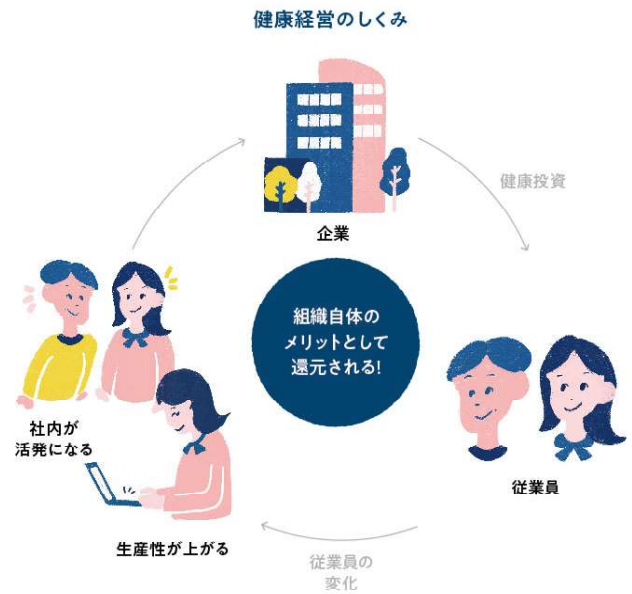 健康経営のしくみ
企業
健康投資
組織自体の
メリットとして
還元される!
従業員
従業員の
変化
生産性が上がる
社内が
活発になる